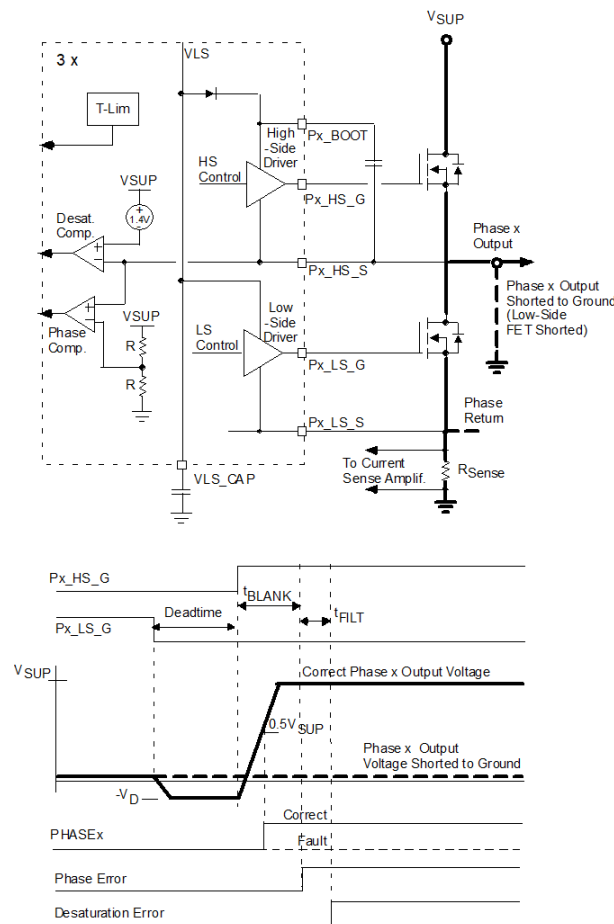 VSUP
3 x
VLS
T-Lim
High
-Side
Driver
Px_BOOT
HS
Control
Px_HS_G
VSUP
+
1.4V
-
Desat.
Comp.
+
-
Px_HS_S
Phase x
Output
Phase x Output
Shorted to Ground
(Low-Side
FET Shorted)
+
-
Phase
Comp.
VSUP
R
R
Low
-Side
Driver
LS
Control
Px_LS_G
Phase
Return
Px_LS_S
To Current
Sense Amplif.
RSense
VLS_CAP
Px_HS_G
tBLANK
Deadtime
tFILT
Px_LS_G
VSUP
Correct Phase x Output Voltage
0.5VSUP
Phase x Output
Voltage Shorted to Ground
-VD
PHASEx
Correct
Fault
Phase Error
Desaturation Error